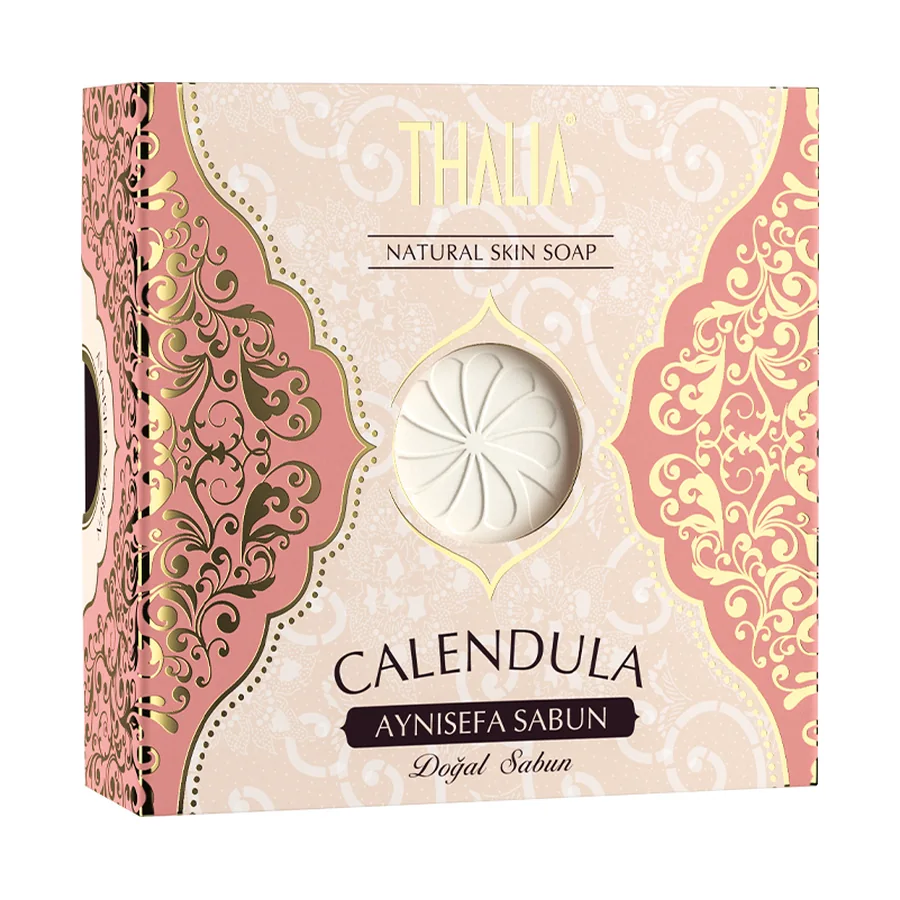 THALIA®
NATURAL SKIN SOAP
CALENDULA
AYNISEFA SABUN
Doğal Sabun